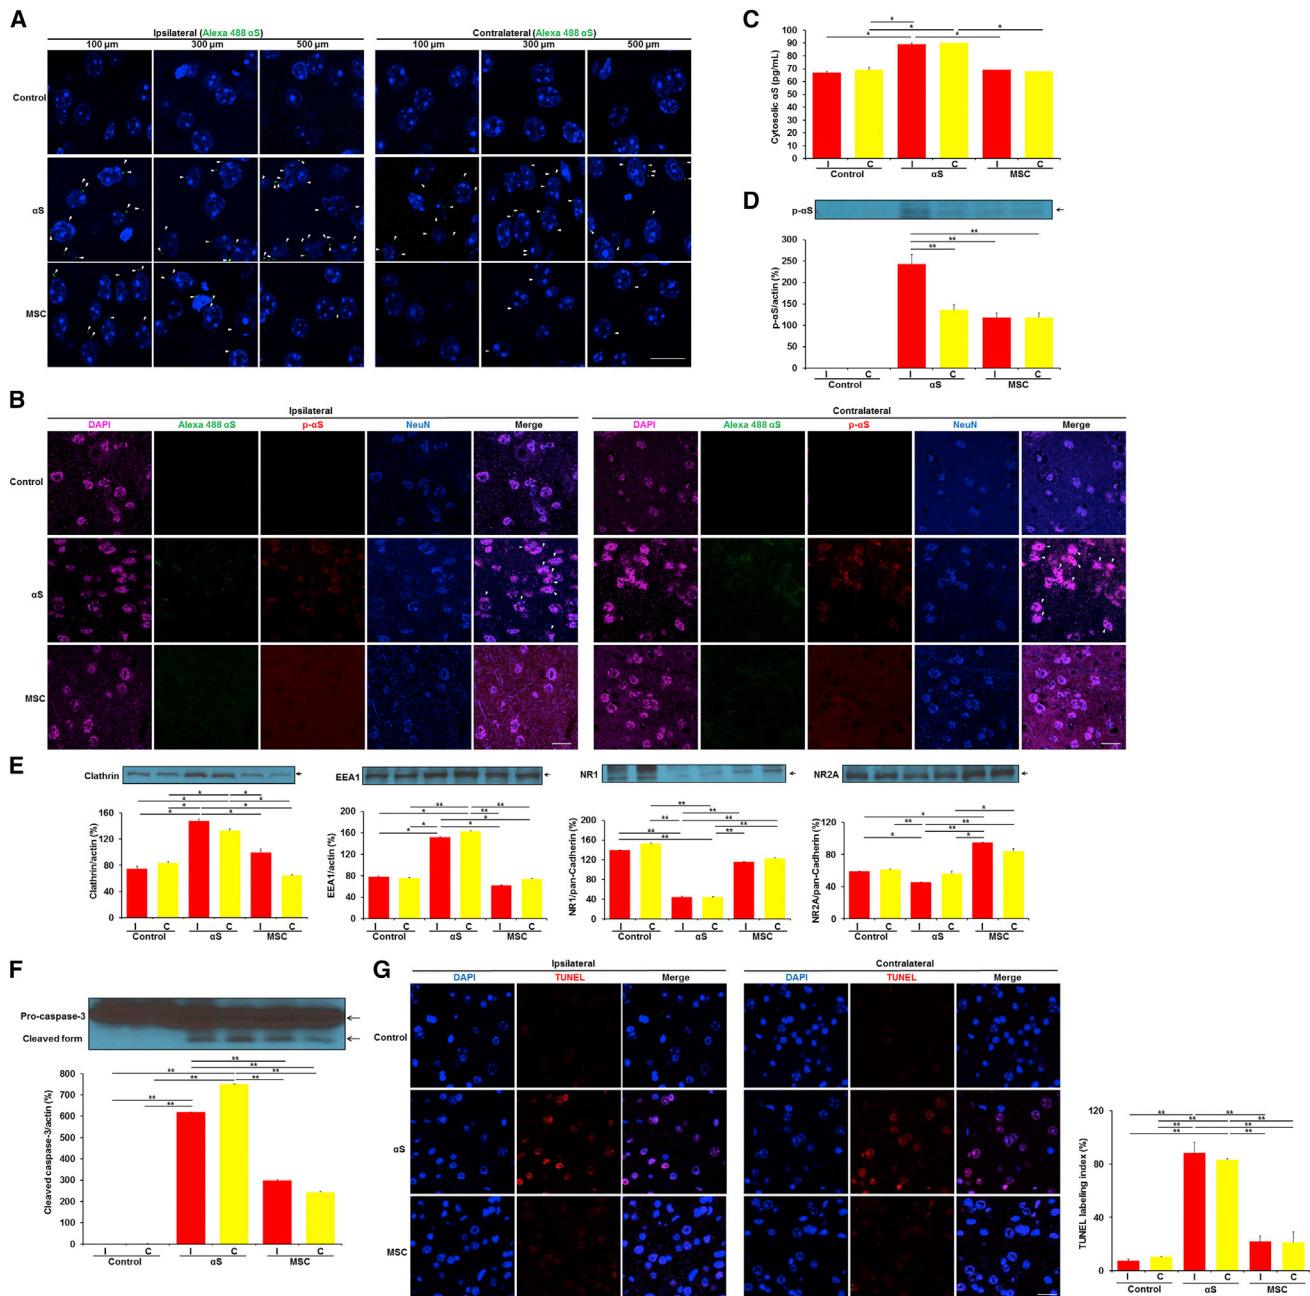 A
Ipsilateral (Alexa 488 αS)
Contralateral (Alexa 488 αS)
100 µm 300 µm 500 µm 100 µm 300 µm 500 µm
Control
αS
MSC
C
Cytosolic αS (pg/mL)
90
80
70
60
50
40
30
20
10
0
* * * * *
I C I C I C
Control αS MSC
D
p-αS
p-αS/actin (%)
300
250
200
150
100
50
0
** ** **
I C I C I C
Control αS MSC
B
Ipsilateral
Contralateral
DAPI Alexa 488 αS p-αS NeuN Merge DAPI Alexa 488 αS p-αS NeuN Merge
Control
αS
MSC
E
Clathrin
Clathrin/actin (%)
160
120
80
40
0
I C I C I C
Control αS MSC
EEA1
EEA1/actin (%)
200
160
120
80
40
0
I C I C I C
Control αS MSC
NR1
NR1/pan-Cadherin (%)
200
160
120
80
40
0
I C I C I C
Control αS MSC
NR2A
NR2A/pan-Cadherin (%)
120
100
80
60
40
20
0
I C I C I C
Control αS MSC
F
Pro-caspase-3
Cleaved form
Cleaved caspase-3/actin (%)
800
700
600
500
400
300
200
100
0
I C I C I C
Control αS MSC
G
Ipsilateral
Contralateral
DAPI TUNEL Merge DAPI TUNEL Merge
Control
αS
MSC
TUNEL labeling index (%)
120
80
40
0
I C I C I C
Control αS MSC